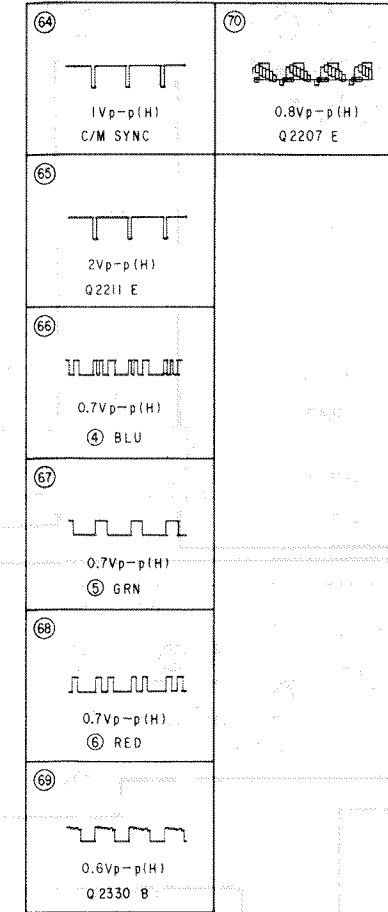 64
1Vp-p(H)
C/M SYNC
65
2Vp-p(H)
Q2211 E
66
0.7Vp-p(H)
④ BLU
67
0.7Vp-p(H)
⑤ GRN
68
0.7Vp-p(H)
⑥ RED
69
0.6Vp-p(H)
Q2330 B
70
0.8Vp-p(H)
Q2207 E